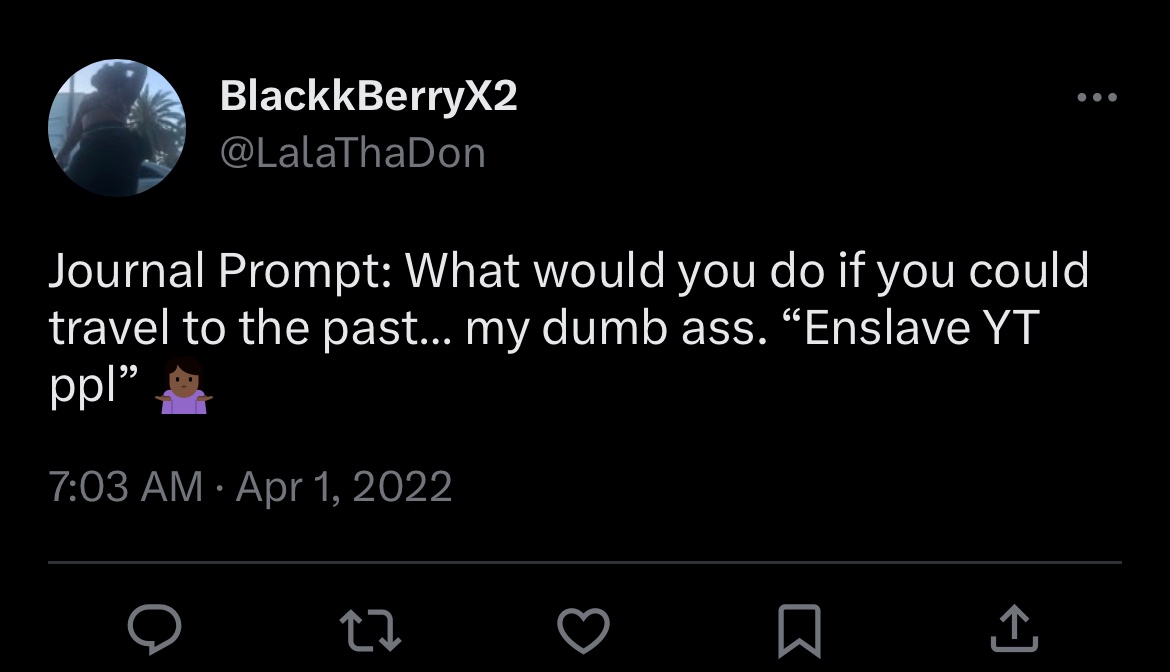 BlackkBerryX2
@LalaThaDon
Journal Prompt: What would you do if you could
travel to the past... my dumb ass. “Enslave YT
ppl” 🤷🏾‍♀️
7:03 AM · Apr 1, 2022